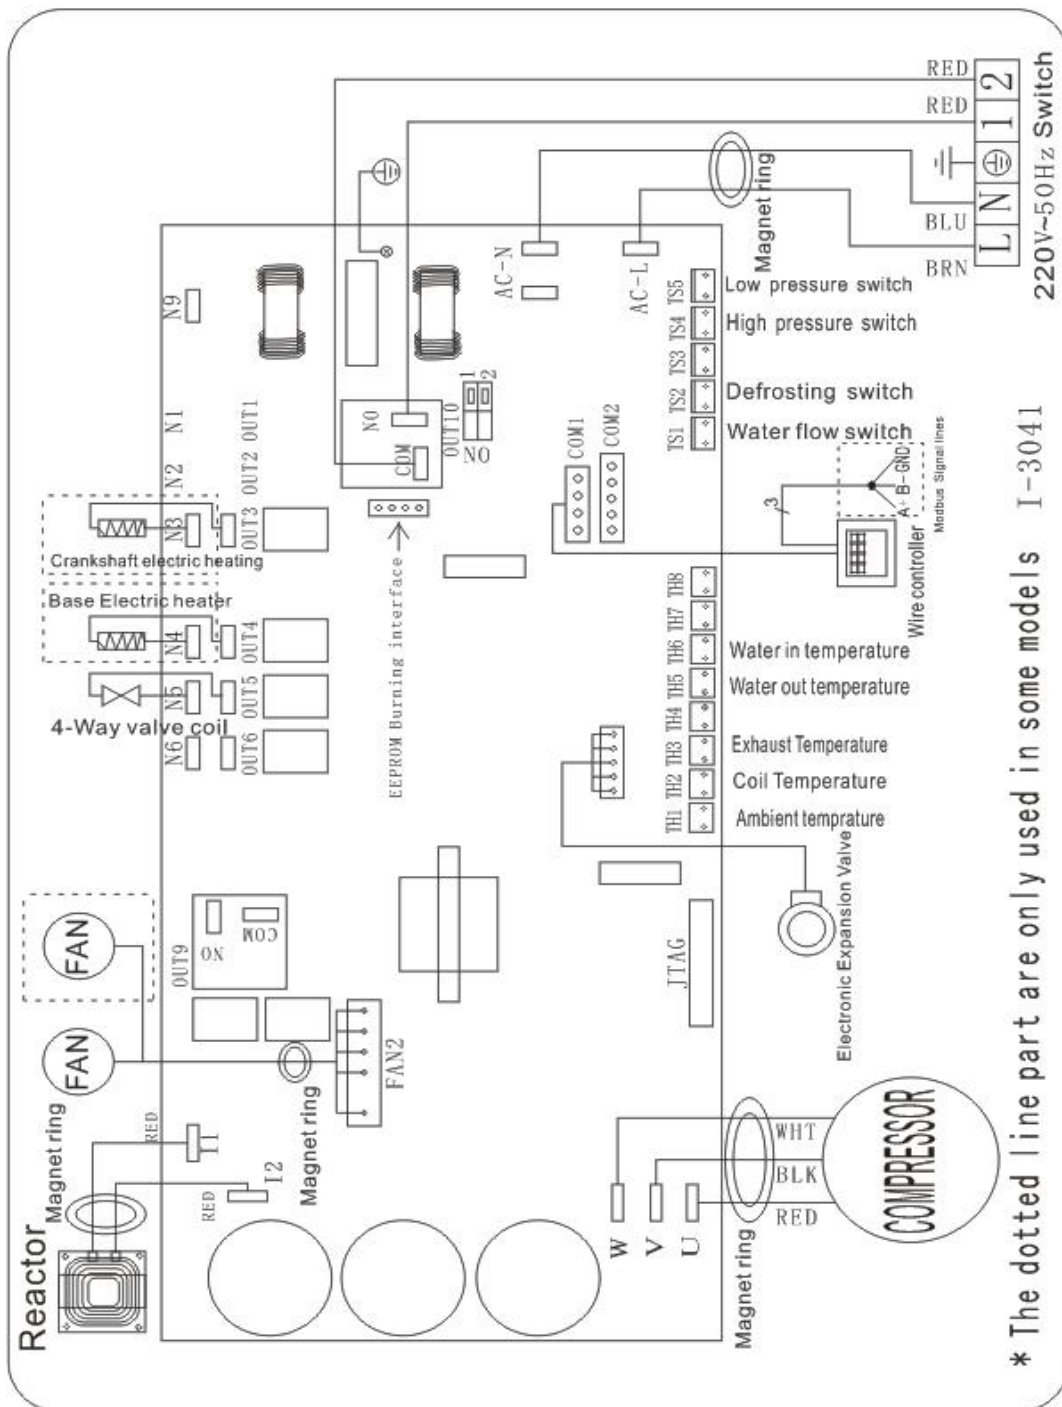 RED
2
RED
1
N
BLU
L
BRN
220V~50Hz Switch
Magnet ring
AC-N
AC-L
N9
N1
N2
N3
N4
N5
N6
OUT1
OUT2
OUT3
OUT4
OUT5
OUT6
Crankshaft electric heating
Base Electric heater
4-Way valve coil
NO
COM
OUT10
1
2
NO
EEPROM Burning interface
COM1
COM2
TS5
Low pressure switch
TS4
High pressure switch
TS3
TS2
Defrosting switch
TS1
Water flow switch
3
A+ B- GND
Modbus Signal lines
Wire controller
TH8
TH7
TH6
Water in temperature
TH5
Water out temperature
TH4
TH3
Exhaust Temperature
TH2
Coil Temperature
TH1
Ambient temprature
Electronic Expansion Valve
JTAG
FAN
FAN
OUT9
NO
COM
FAN2
Magnet ring
Magnet ring
RED
I1
RED
I2
Reactor
W
V
U
WHT
BLK
RED
Magnet ring
COMPRESSOR
* The dotted line part are only used in some models I-3041